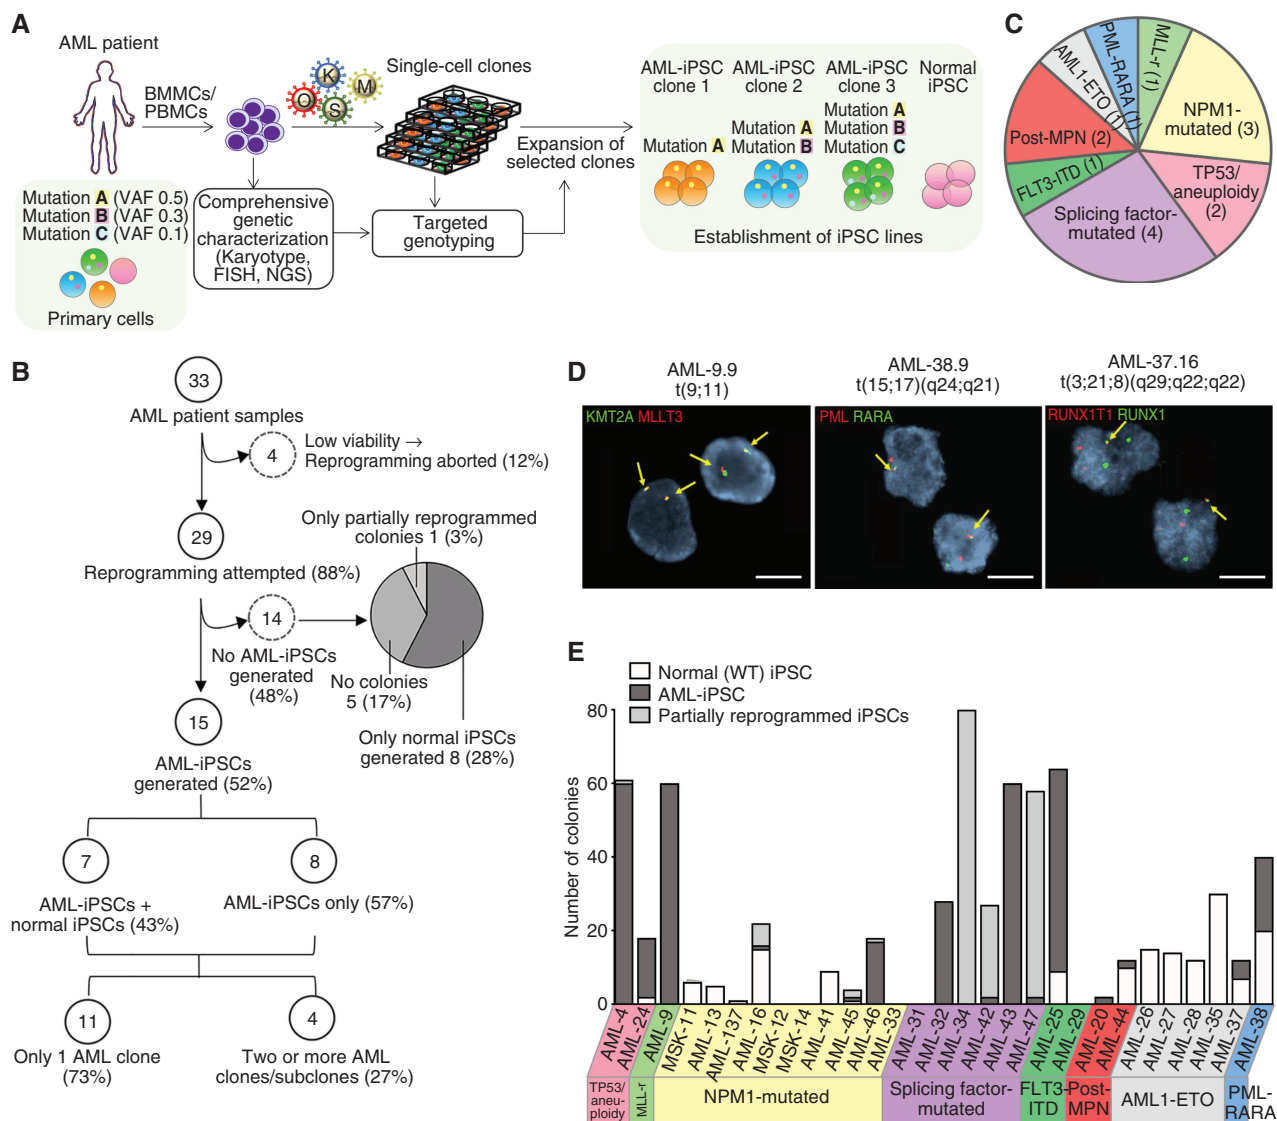 A
AML patient
BMMCs/
PBMCs
K
M
O
S
Single-cell clones
Expansion of
selected clones
Mutation A (VAF 0.5)
Mutation B (VAF 0.3)
Mutation C (VAF 0.1)
Primary cells
Comprehensive
genetic
characterization
(Karyotype,
FISH, NGS)
Targeted
genotyping
AML-iPSC
clone 1
AML-iPSC
clone 2
AML-iPSC
clone 3
Normal
iPSC
Mutation A
Mutation A
Mutation B
Mutation A
Mutation B
Mutation C
Establishment of iPSC lines
C
MLL-r (1)
NPM1-
mutated (3)
TP53/
aneuploidy
(2)
Splicing factor-
mutated (4)
FLT3-ITD (1)
Post-MPN (2)
AML1-ETO (1)
PML-RARA (1)
B
33
AML patient samples
4
Low viability →
Reprogramming aborted (12%)
29
Reprogramming attempted (88%)
14
No AML-iPSCs
generated
(48%)
Only partially reprogrammed
colonies 1 (3%)
No colonies
5 (17%)
Only normal iPSCs
generated 8 (28%)
15
AML-iPSCs
generated (52%)
7
AML-iPSCs +
normal iPSCs (43%)
8
AML-iPSCs only (57%)
11
Only 1 AML clone
(73%)
4
Two or more AML
clones/subclones (27%)
D
AML-9.9
t(9;11)
KMT2A MLLT3
AML-38.9
t(15;17)(q24;q21)
PML RARA
AML-37.16
t(3;21;8)(q29;q22;q22)
RUNX1T1 RUNX1
E
Normal (WT) iPSC
AML-iPSC
Partially reprogrammed iPSCs
Number of colonies
80
60
40
20
0
AML-4
AML-24
AML-9
MSK-11
AML-13
AML-137
AML-16
MSK-12
MSK-14
AML-41
AML-45
AML-46
AML-33
AML-31
AML-32
AML-34
AML-42
AML-43
AML-47
AML-25
AML-29
AML-20
AML-44
AML-26
AML-27
AML-28
AML-35
AML-37
AML-38
TP53/
aneu-
ploidy
MLL-r
NPM1-mutated
Splicing factor-
mutated
FLT3-
ITD
Post-
MPN
AML1-ETO
PML-
RARA